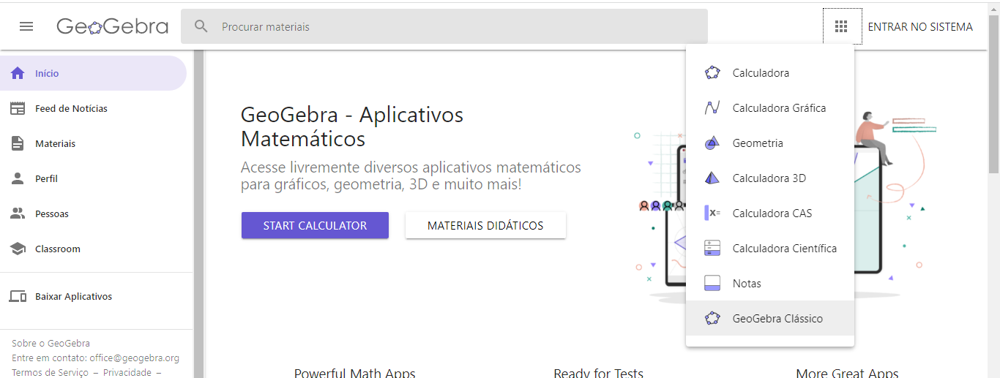 GeoGebra
Procurar materiais
ENTRAR NO SISTEMA
Início
Feed de Notícias
Materiais
Perfil
Pessoas
Classroom
Baixar Aplicativos
Sobre o GeoGebra
Entre em contato: office@geogebra.org
Termos de Serviço – Privacidade –
GeoGebra - Aplicativos
Matemáticos
Acesse livremente diversos aplicativos matemáticos
para gráficos, geometria, 3D e muito mais!
START CALCULATOR
MATERIAIS DIDÁTICOS
Calculadora
Calculadora Gráfica
Geometria
Calculadora 3D
Calculadora CAS
Calculadora Científica
Notas
GeoGebra Clássico
Powerful Math Apps
Ready for Tests
More Great Apps